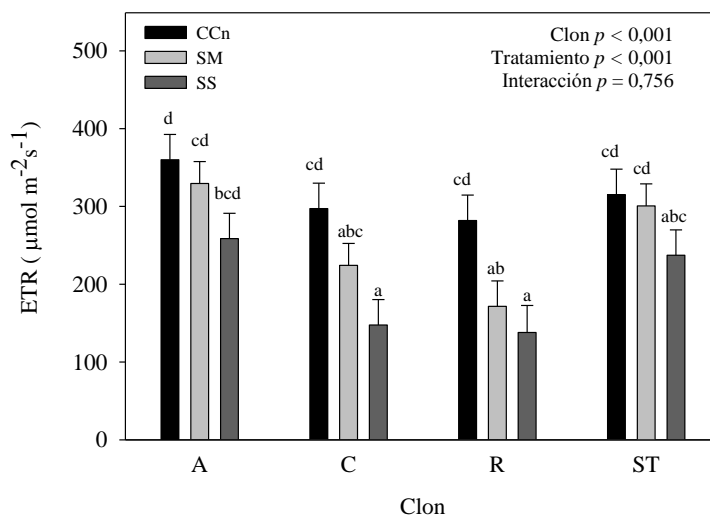 CCn
SM
SS
Clon p < 0,001
Tratamiento p < 0,001
Interacción p = 0,756
ETR ( μmol m⁻²s⁻¹)
500
400
300
200
100
0
d
cd
bcd
cd
abc
a
cd
ab
a
cd
cd
abc
A C R ST
Clon